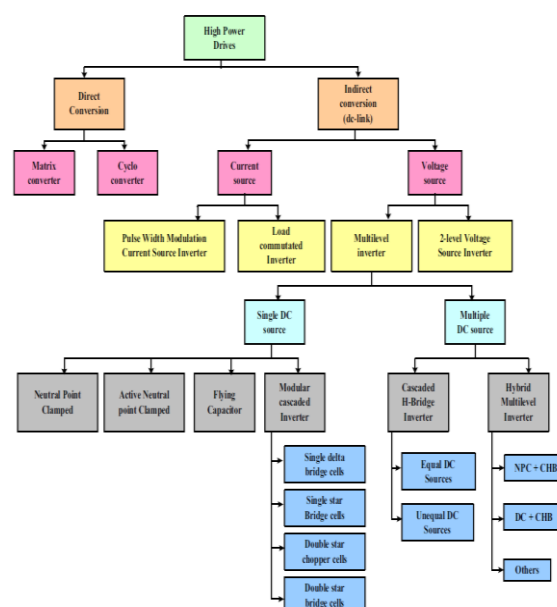 High Power
Drives
Direct
Conversion
Indirect
conversion
(dc-link)
Matrix
converter
Cyclo
converter
Current
source
Voltage
source
Pulse Width Modulation
Current Source Inverter
Load
commutated
Inverter
Multilevel
inverter
2-level Voltage
Source Inverter
Single DC
source
Multiple
DC source
Neutral Point
Clamped
Active Neutral
point Clamped
Flying
Capacitor
Modular
cascaded
Inverter
Cascaded
H-Bridge
Inverter
Hybrid
Multilevel
Inverter
Single delta
bridge cells
Single star
Bridge cells
Double star
chopper cells
Double star
bridge cells
Equal DC
Sources
Unequal DC
Sources
NPC + CHB
DC + CHB
Others